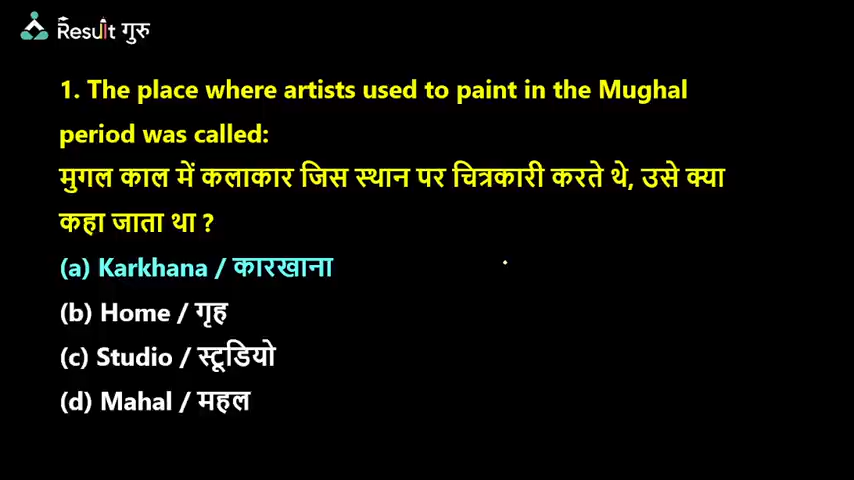 Result गुरु
1. The place where artists used to paint in the Mughal
period was called:
मुगल काल में कलाकार जिस स्थान पर चित्रकारी करते थे, उसे क्या
कहा जाता था ?
(a) Karkhana / कारखाना
(b) Home / गृह
(c) Studio / स्टूडियो
(d) Mahal / महल